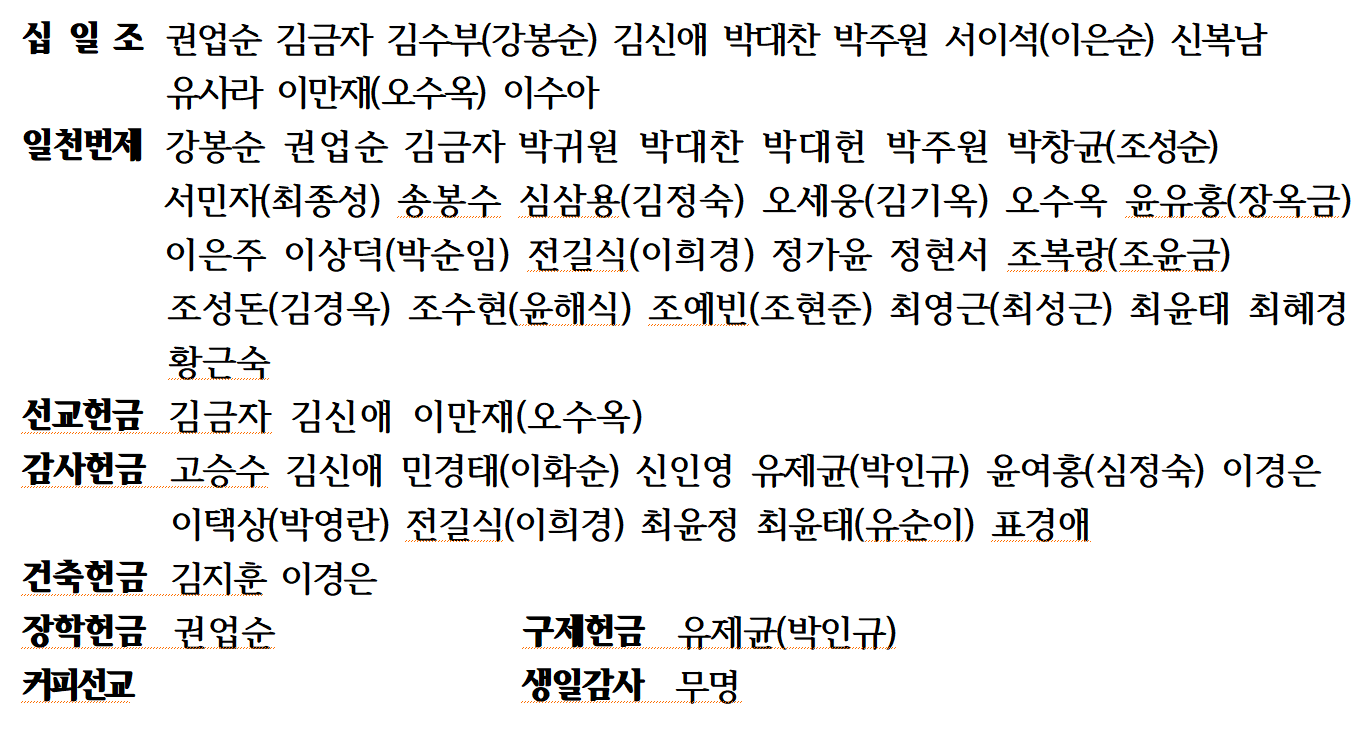 십 일 조 권업순 김금자 김수부(강봉순) 김신애 박대찬 박주원 서이석(이은순) 신복남
유사라 이만재(오수옥) 이수아
일천번제 강봉순 권업순 김금자 박귀원 박대찬 박대헌 박주원 박창균(조성순)
서민자(최종성) 송봉수 심삼용(김정숙) 오세웅(김기옥) 오수옥 윤유홍(장옥금)
이은주 이상덕(박순임) 전길식(이희경) 정가윤 정현서 조복랑(조윤금)
조성돈(김경옥) 조수현(윤해식) 조예빈(조현준) 최영근(최성근) 최윤태 최혜경
황근숙
선교헌금 김금자 김신애 이만재(오수옥)
감사헌금 고승수 김신애 민경태(이화순) 신인영 유제균(박인규) 윤여홍(심정숙) 이경은
이택상(박영란) 전길식(이희경) 최윤정 최윤태(유순이) 표경애
건축헌금 김지훈 이경은
장학헌금 권업순 구제헌금 유제균(박인규)
커피선교 생일감사 무명